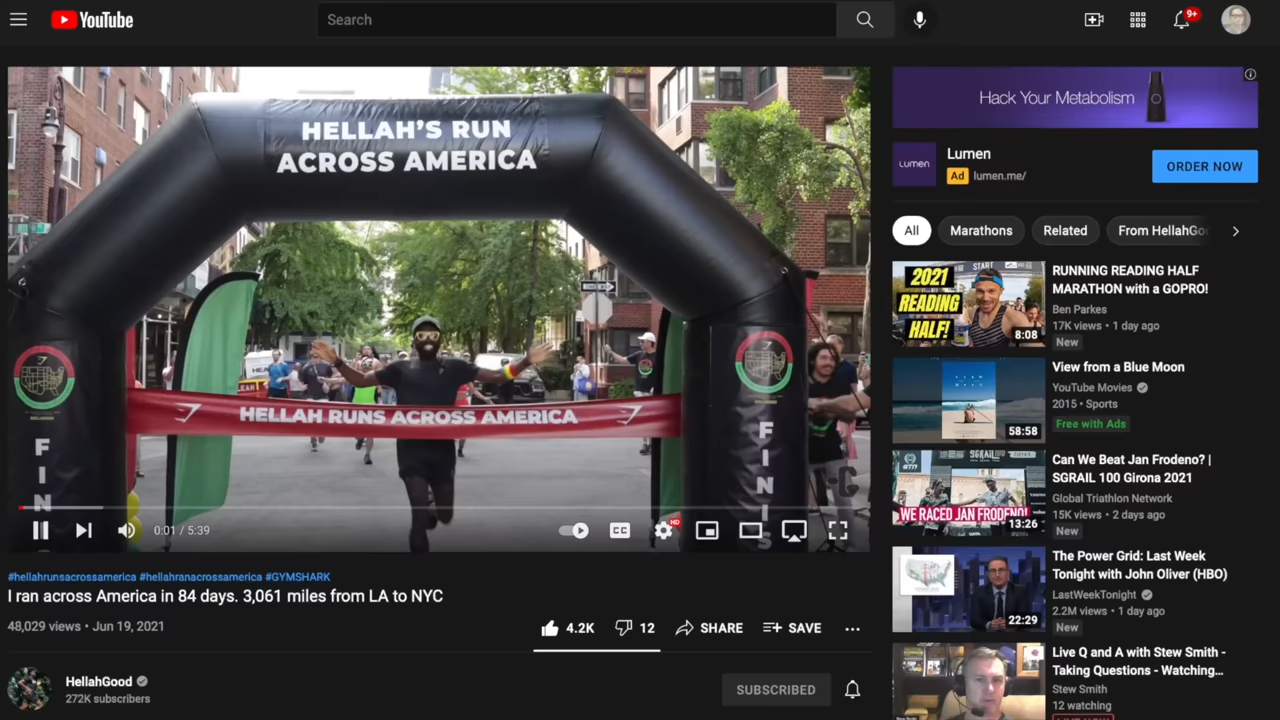 YouTube
Search
9+
HELLAH'S RUN
ACROSS AMERICA
HELLAH RUNS ACROSS AMERICA
F
I
N
F
I
N
I
S
0:01 / 5:39
CC
HD
#hellahrunsacrossamerica #hellahranacrossamerica #GYMSHARK
I ran across America in 84 days. 3,061 miles from LA to NYC
48,029 views • Jun 19, 2021
4.2K
12
SHARE
SAVE
HellahGood
272K subscribers
SUBSCRIBED
Hack Your Metabolism
LUMEN
Lumen
Ad lumen.me/
ORDER NOW
All
Marathons
Related
From HellahGo
START
2021
READING
HALF!
8:08
RUNNING READING HALF
MARATHON with a GOPRO!
Ben Parkes
17K views • 1 day ago
New
58:58
View from a Blue Moon
YouTube Movies
2015 • Sports
Free with Ads
GTN
SGRAIL
WE RACED JAN FRODENO!
13:26
Can We Beat Jan Frodeno? |
SGRAIL 100 Girona 2021
Global Triathlon Network
15K views • 2 days ago
New
22:29
The Power Grid: Last Week
Tonight with John Oliver (HBO)
LastWeekTonight
2.2M views • 1 day ago
New
Stew Smith
Live Q and A with Stew Smith -
Taking Questions - Watching...
Stew Smith
12 watching